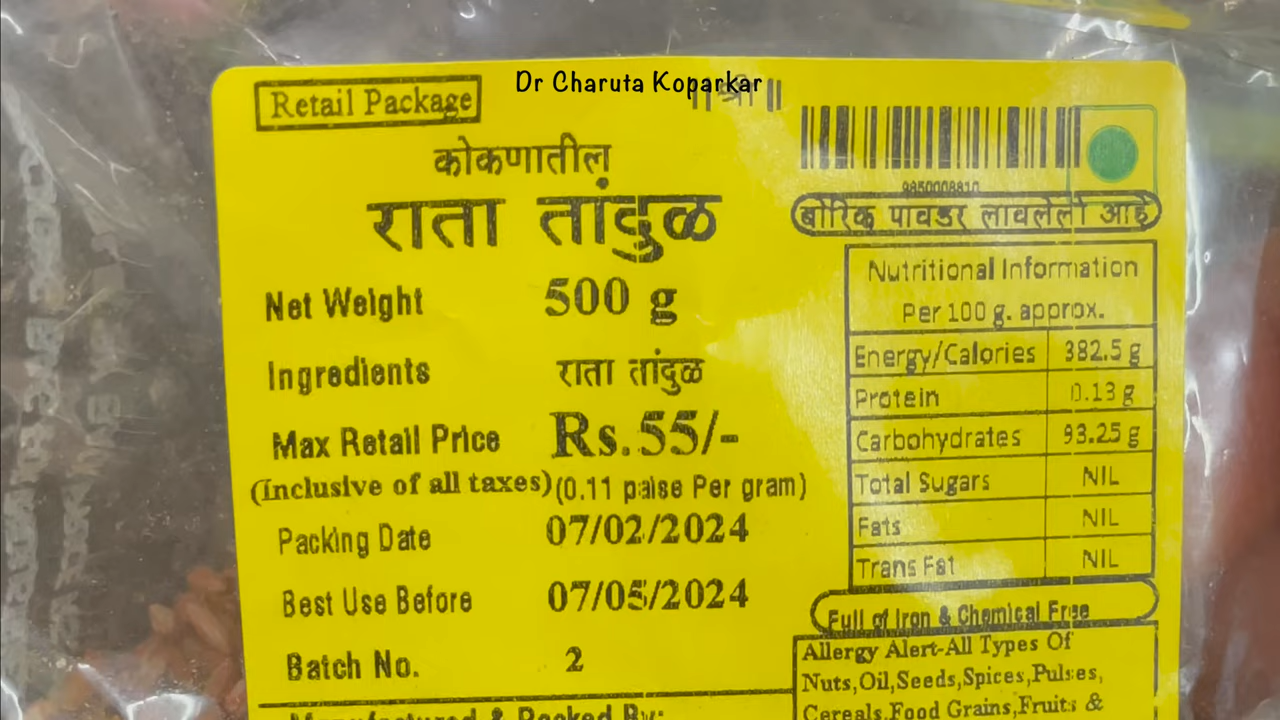 Dr Charuta Koparkar
Retail Package
॥श्री॥
कोकणातील
राता तांदुळ
Net Weight 500 g
Ingredients राता तांदुळ
Max Retail Price Rs.55/-
(inclusive of all taxes) (0.11 paise Per gram)
Packing Date 07/02/2024
Best Use Before 07/05/2024
Batch No. 2
Manufactured & Packed By:
9850008810
बोरिक पावडर लावलेली आहे
Nutritional Information
Per 100 g. approx.
Energy/Calories 382.5 g
Protein 0.13 g
Carbohydrates 93.25 g
Total Sugars NIL
Fats NIL
Trans Fat NIL
Full of Iron & Chemical Free
Allergy Alert-All Types Of
Nuts,Oil,Seeds,Spices,Pulses,
Cereals,Food Grains,Fruits &